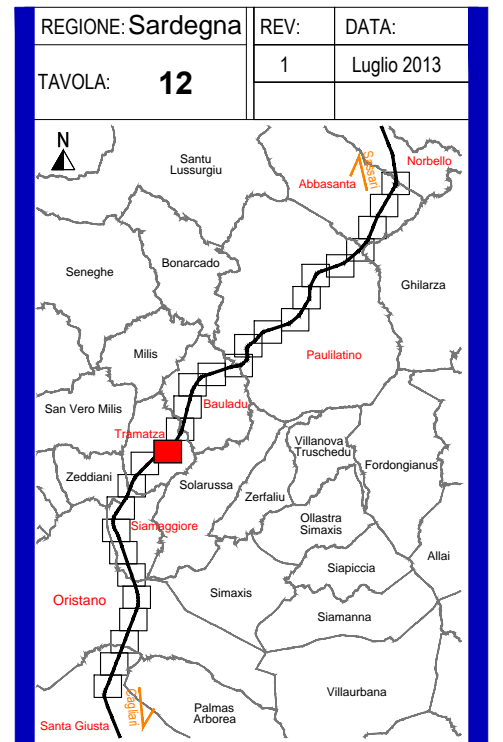 REGIONE: Sardegna
REV:
DATA:
TAVOLA: 12
1
Luglio 2013
N
Santu
Lussurgiu
Sassari
Norbello
Abbasanta
Seneghe
Bonarcado
Ghilarza
Milis
Paulilatino
San Vero Milis
Bauladu
Tramatza
Villanova
Truschedu
Fordongianus
Zeddiani
Solarussa
Zerfaliu
Siamaggiore
Ollastra
Simaxis
Allai
Siapiccia
Oristano
Simaxis
Siamanna
Cagliari
Villaurbana
Palmas
Arborea
Santa Giusta